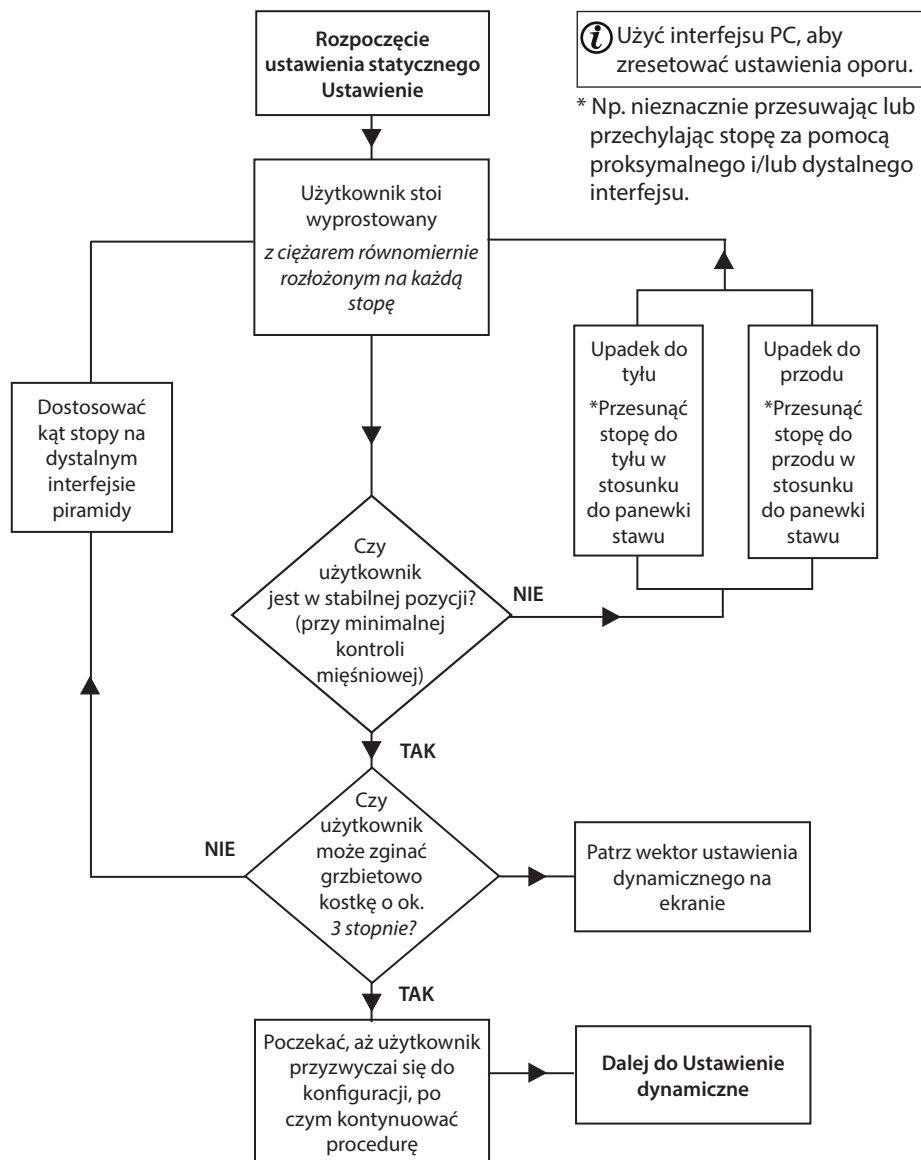 Rozpoczęcie
ustawienia statycznego
Ustawienie
i Użyć interfejsu PC, aby
zresetować ustawienia oporu.
* Np. nieznacznie przesuwając lub
przechylając stopę za pomocą
proksymalnego i/lub dystalnego
interfejsu.
Użytkownik stoi
wyprostowany
z ciężarem równomiernie
rozłożonym na każdą
stopę
Upadek do
tyłu
*Przesunąć
stopę do
tyłu w
stosunku
do panewki
stawu
Upadek do
przodu
*Przesunąć
stopę do
przodu w
stosunku
do panewki
stawu
Dostosować
kąt stopy na
dystalnym
interfejsie
piramidy
Czy
użytkownik
jest w stabilnej pozycji?
(przy minimalnej
kontroli
mięśniowej)
NIE
TAK
Czy
użytkownik
może zginać
grzbietowo
kostkę o ok.
3 stopnie?
NIE
Patrz wektor ustawienia
dynamicznego na
ekranie
TAK
Poczekać, aż użytkownik
przyzwyczai się do
konfiguracji, po
czym kontynuować
procedurę
Dalej do Ustawienie
dynamiczne